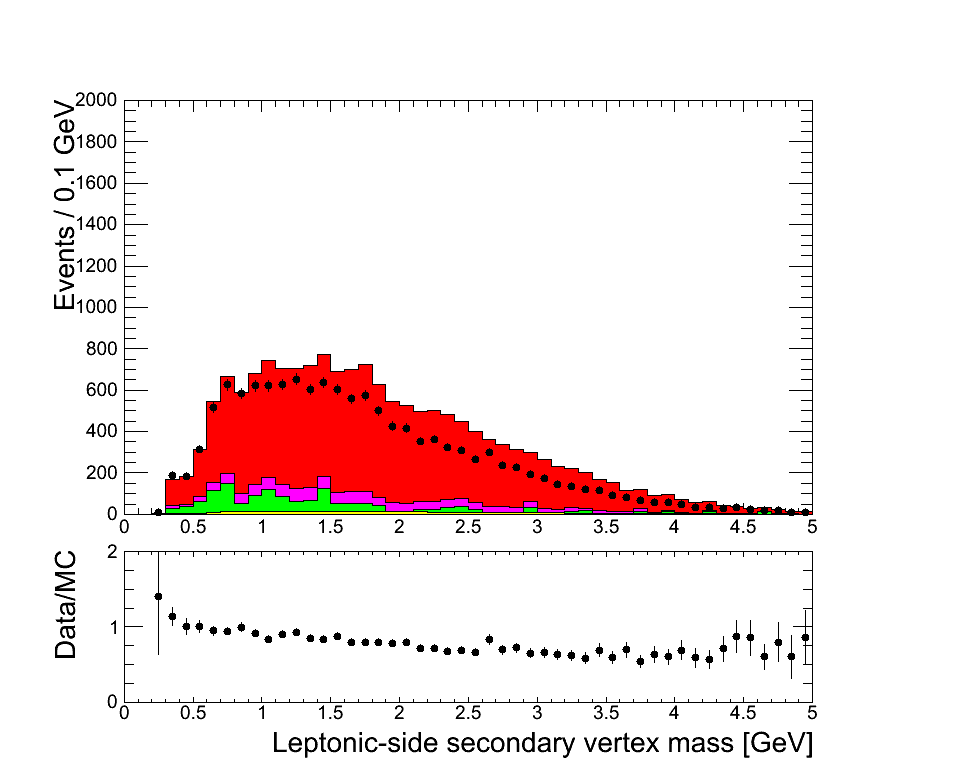 Events / 0.1 GeV
2000
1800
1600
1400
1200
1000
800
600
400
200
0
0 0.5 1 1.5 2 2.5 3 3.5 4 4.5 5
Data/MC
2
1
0
0 0.5 1 1.5 2 2.5 3 3.5 4 4.5 5
Leptonic-side secondary vertex mass [GeV]